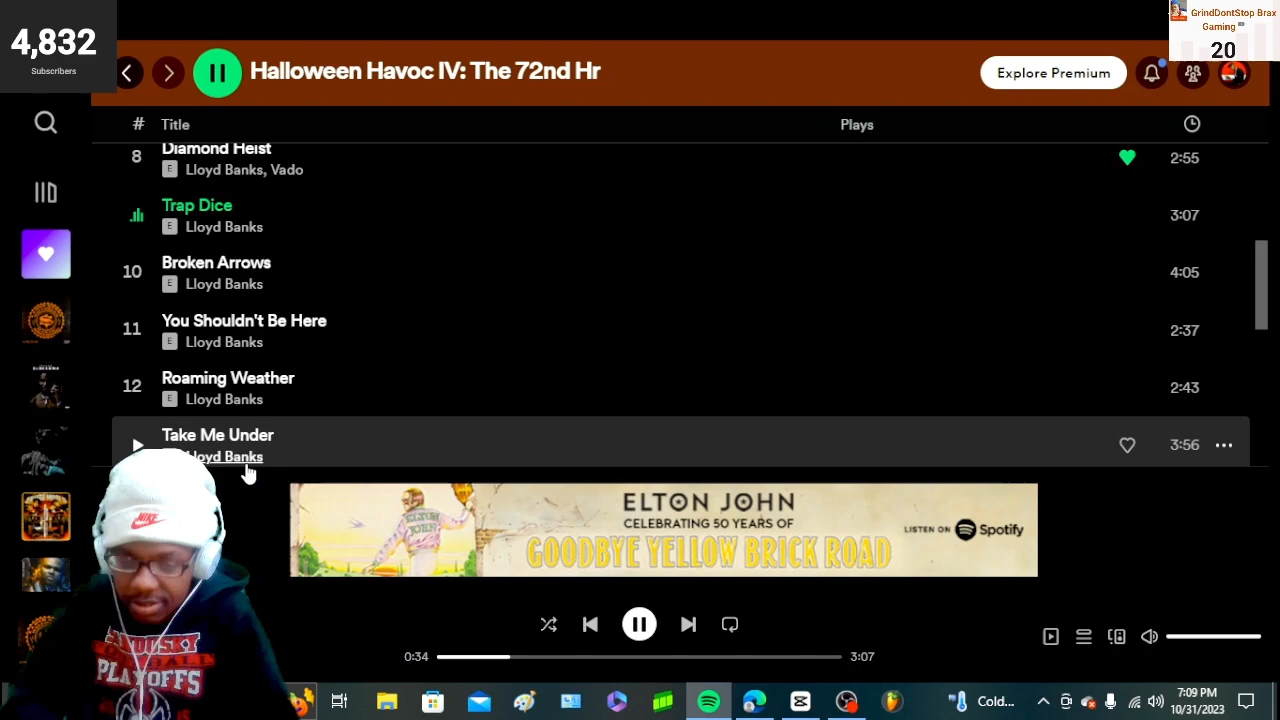 4,832
Subscribers
GrindDontStop Brax
Gaming
20
Halloween Havoc IV: The 72nd Hr
Explore Premium
# Title Plays
8 Diamond Heist 2:55
E Lloyd Banks, Vado
Trap Dice 3:07
E Lloyd Banks
10 Broken Arrows 4:05
E Lloyd Banks
11 You Shouldn't Be Here 2:37
E Lloyd Banks
12 Roaming Weather 2:43
E Lloyd Banks
Take Me Under 3:56
Lloyd Banks
ELTON JOHN
CELEBRATING 50 YEARS OF
GOODBYE YELLOW BRICK ROAD
LISTEN ON Spotify
NIKE
SANDUSKY
FOOTBALL
PLAYOFFS
0:34 3:07
Cold...
7:09 PM
10/31/2023